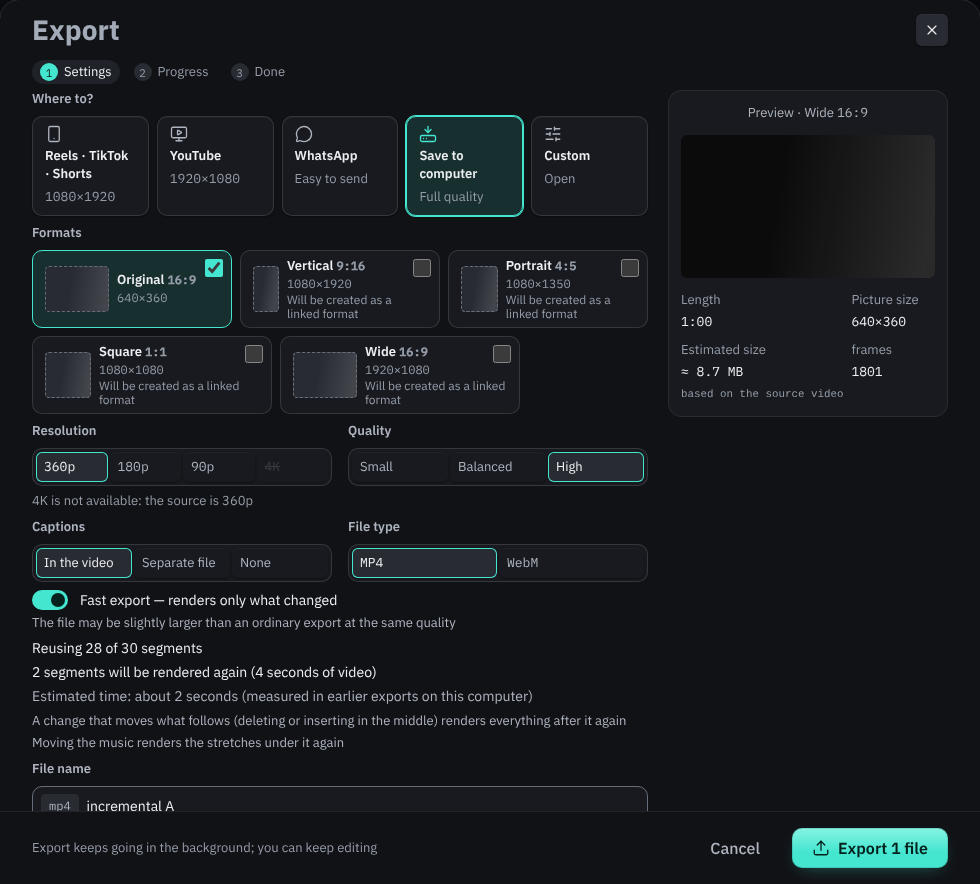 Export
1 Settings
2 Progress
3 Done
Where to?
Reels · TikTok
· Shorts
1080×1920
YouTube
1920×1080
WhatsApp
Easy to send
Save to
computer
Full quality
Custom
Open
Formats
Original 16:9
640×360
Vertical 9:16
1080×1920
Will be created as a
linked format
Portrait 4:5
1080×1350
Will be created as a
linked format
Square 1:1
1080×1080
Will be created as a linked
format
Wide 16:9
1920×1080
Will be created as a linked
format
Resolution
360p 180p 90p 4K
4K is not available: the source is 360p
Quality
Small Balanced High
Captions
In the video Separate file None
File type
MP4 WebM
Fast export — renders only what changed
The file may be slightly larger than an ordinary export at the same quality
Reusing 28 of 30 segments
2 segments will be rendered again (4 seconds of video)
Estimated time: about 2 seconds (measured in earlier exports on this computer)
A change that moves what follows (deleting or inserting in the middle) renders everything after it again
Moving the music renders the stretches under it again
File name
mp4 incremental A
Preview · Wide 16:9
Length
1:00
Picture size
640×360
Estimated size
≈ 8.7 MB
frames
1801
based on the source video
Export keeps going in the background; you can keep editing
Cancel
Export 1 file